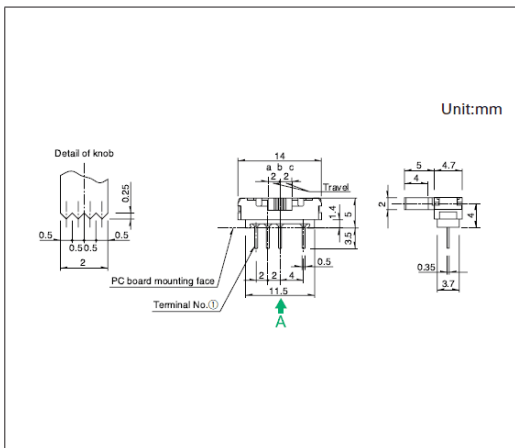 Unit:mm
Detail of knob
0.25
0.5
0.5
0.5 0.5
2
14
a b c
2 2
Travel
1.4
5
3.5
2 2 4
0.5
11.5
PC board mounting face
Terminal No.①
A
5
4.7
4
2
4
0.35
3.7